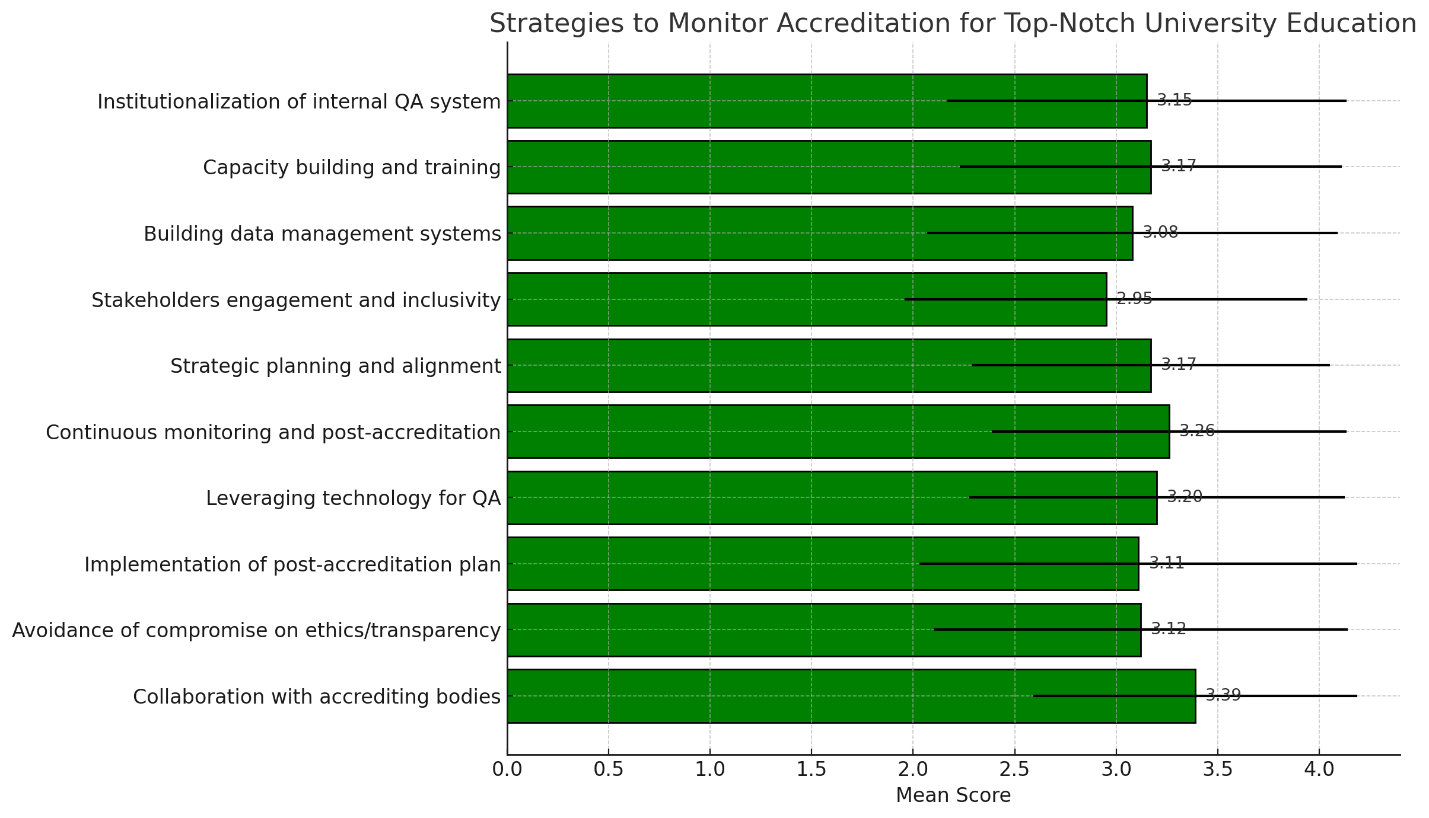 Strategies to Monitor Accreditation for Top-Notch University Education
Institutionalization of internal QA system
3.15
Capacity building and training
3.17
Building data management systems
3.08
Stakeholders engagement and inclusivity
2.95
Strategic planning and alignment
3.17
Continuous monitoring and post-accreditation
3.26
Leveraging technology for QA
3.20
Implementation of post-accreditation plan
3.11
Avoidance of compromise on ethics/transparency
3.12
Collaboration with accrediting bodies
3.39
0.0 0.5 1.0 1.5 2.0 2.5 3.0 3.5 4.0
Mean Score